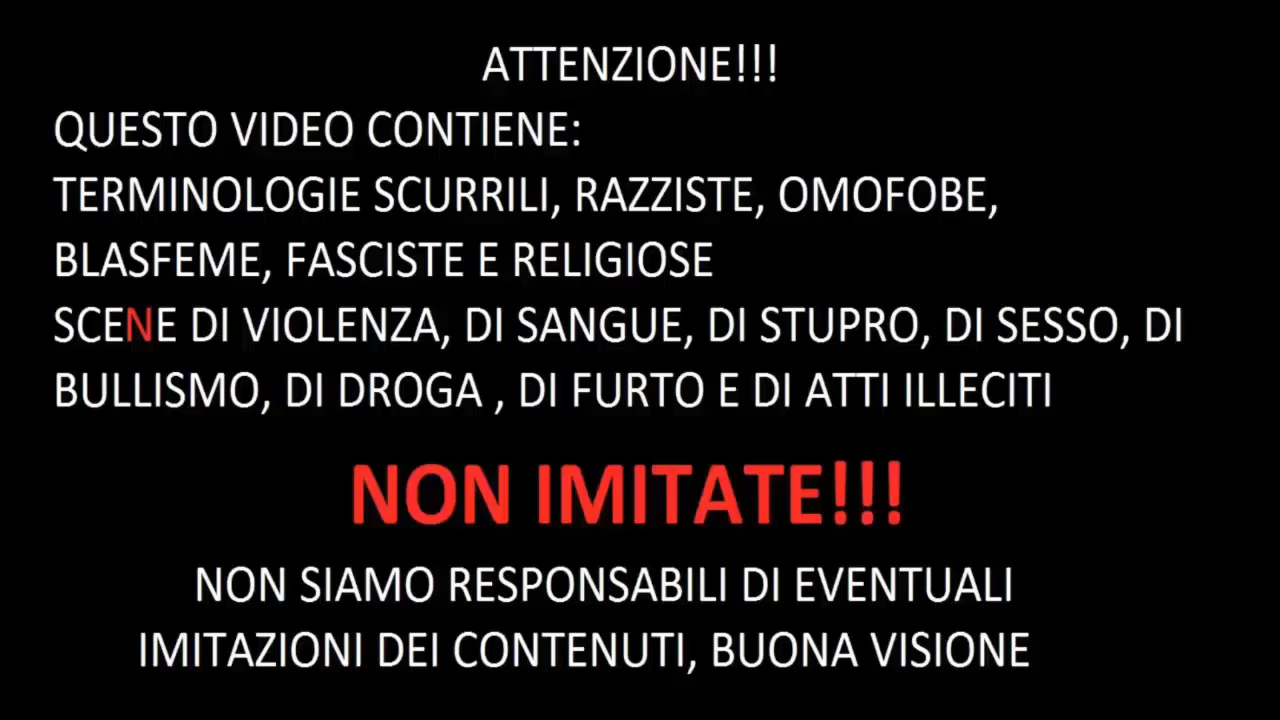 ATTENZIONE!!!
QUESTO VIDEO CONTIENE:
TERMINOLOGIE SCURRILI, RAZZISTE, OMOFOBE,
BLASFEME, FASCISTE E RELIGIOSE
SCENE DI VIOLENZA, DI SANGUE, DI STUPRO, DI SESSO, DI
BULLISMO, DI DROGA , DI FURTO E DI ATTI ILLECITI
NON IMITATE!!!
NON SIAMO RESPONSABILI DI EVENTUALI
IMITAZIONI DEI CONTENUTI, BUONA VISIONE